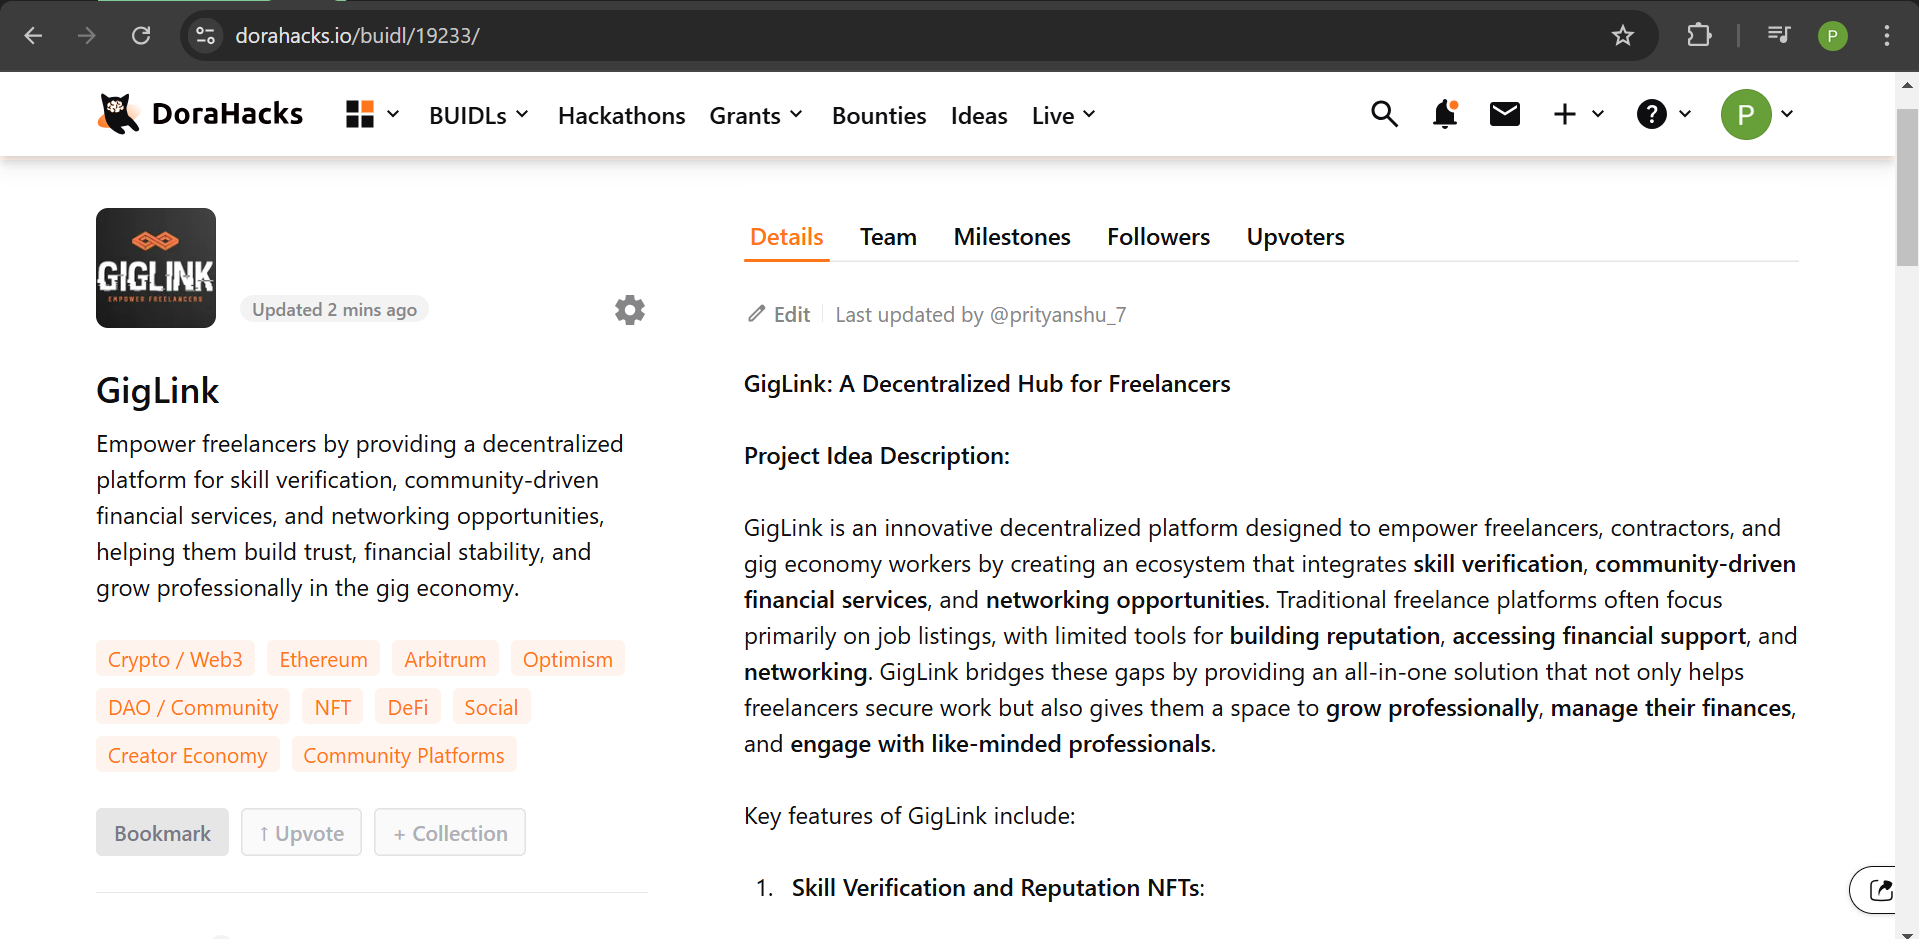 dorahacks.io/buidl/19233/
P
DoraHacks
BUIDLs
Hackathons
Grants
Bounties
Ideas
Live
P
GIGLINK
EMPOWER FREELANCERS
Updated 2 mins ago
GigLink
Empower freelancers by providing a decentralized
platform for skill verification, community-driven
financial services, and networking opportunities,
helping them build trust, financial stability, and
grow professionally in the gig economy.
Crypto / Web3
Ethereum
Arbitrum
Optimism
DAO / Community
NFT
DeFi
Social
Creator Economy
Community Platforms
Bookmark
↑ Upvote
+ Collection
Details
Team
Milestones
Followers
Upvoters
Edit
Last updated by @prityanshu_7
GigLink: A Decentralized Hub for Freelancers
Project Idea Description:
GigLink is an innovative decentralized platform designed to empower freelancers, contractors, and
gig economy workers by creating an ecosystem that integrates skill verification, community-driven
financial services, and networking opportunities. Traditional freelance platforms often focus
primarily on job listings, with limited tools for building reputation, accessing financial support, and
networking. GigLink bridges these gaps by providing an all-in-one solution that not only helps
freelancers secure work but also gives them a space to grow professionally, manage their finances,
and engage with like-minded professionals.
Key features of GigLink include:
1. Skill Verification and Reputation NFTs: